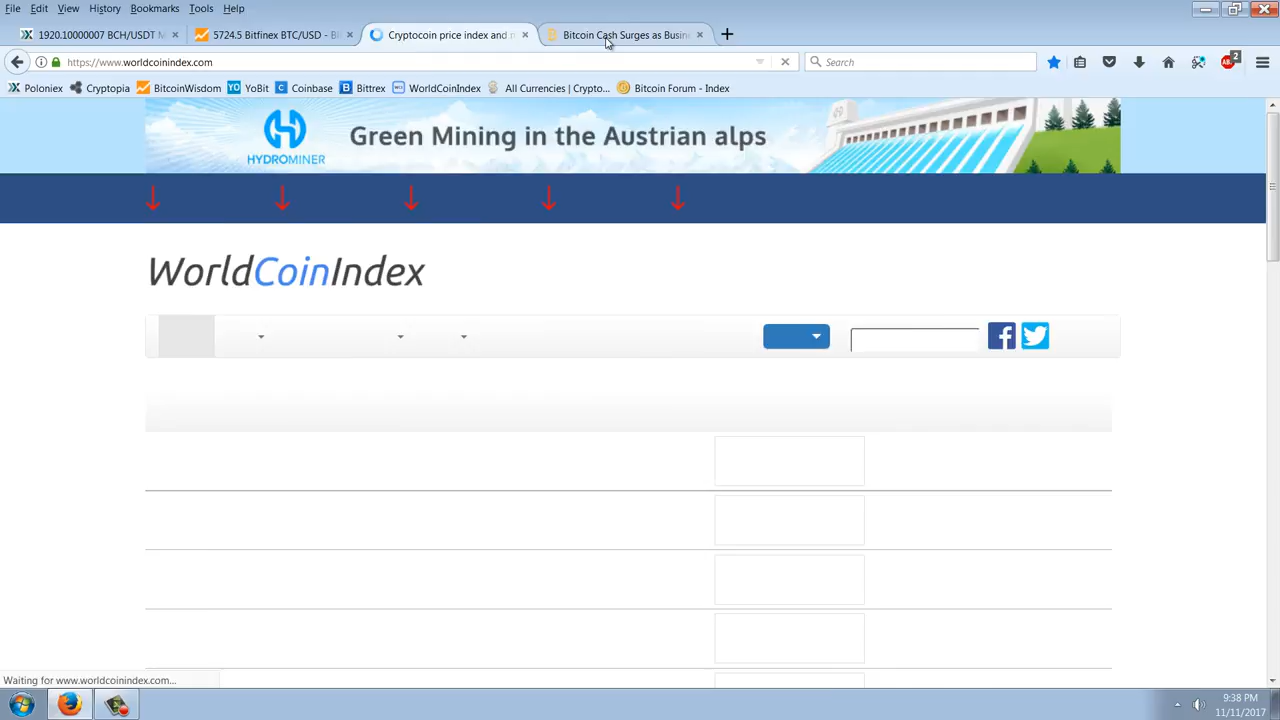 File Edit View History Bookmarks Tools Help
1920.10000007 BCH/USDT M 5724.5 Bitfinex BTC/USD - Bi Cryptocoin price index and m Bitcoin Cash Surges as Busin
https://www.worldcoinindex.com Search 2
Poloniex Cryptopia BitcoinWisdom YO YoBit C Coinbase B Bittrex WorldCoinIndex All Currencies | Crypto... Bitcoin Forum - Index
HYDROMINER Green Mining in the Austrian alps
WorldCoinIndex
Waiting for www.worldcoinindex.com...
9:38 PM
11/11/2017